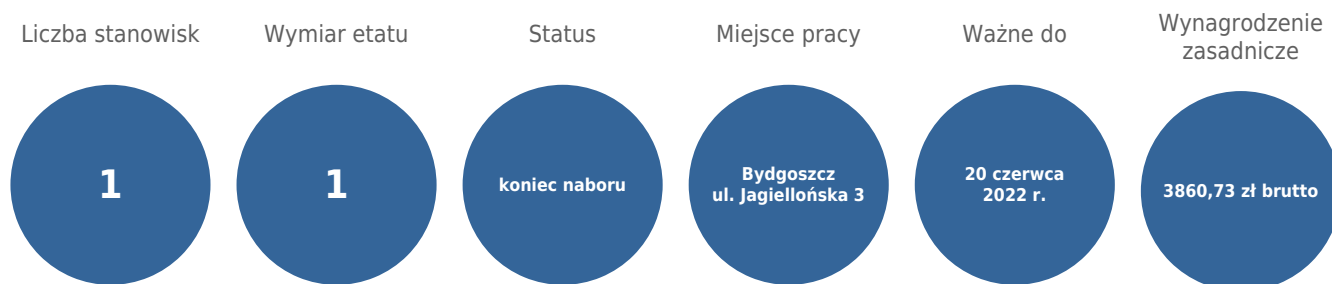 Liczba stanowisk
1
Wymiar etatu
1
Status
koniec naboru
Miejsce pracy
Bydgoszcz
ul. Jagiellońska 3
Ważne do
20 czerwca
2022 r.
Wynagrodzenie
zasadnicze
3860,73 zł brutto